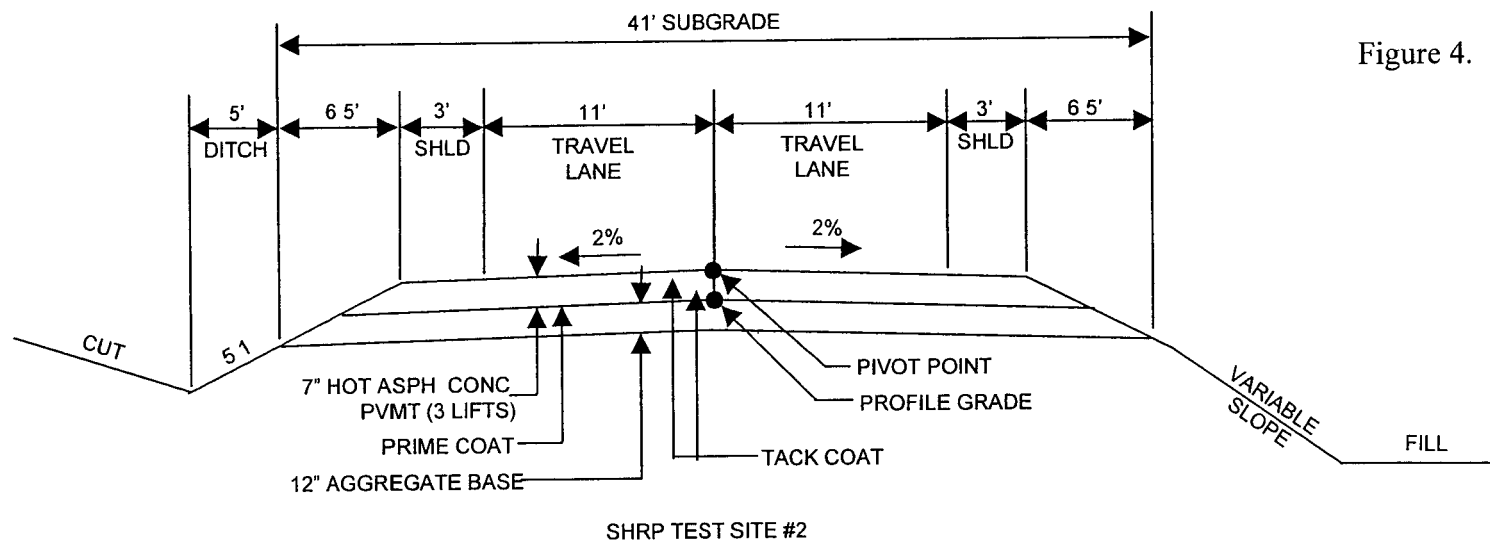 41' SUBGRADE
Figure 4.
5'
6 5'
3'
11'
11'
3'
6 5'
DITCH
SHLD
TRAVEL
LANE
TRAVEL
LANE
SHLD
2%
2%
CUT
5 1
7" HOT ASPH CONC
PVMT (3 LIFTS)
PRIME COAT
12" AGGREGATE BASE
PIVOT POINT
PROFILE GRADE
TACK COAT
VARIABLE
SLOPE
FILL
SHRP TEST SITE #2